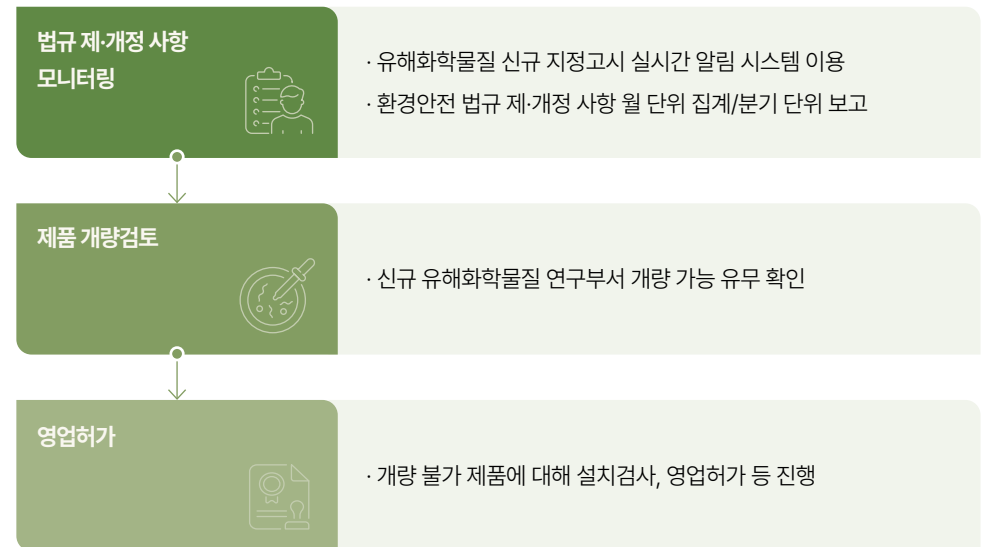 법규 제·개정 사항
모니터링
· 유해화학물질 신규 지정고시 실시간 알림 시스템 이용
· 환경안전 법규 제·개정 사항 월 단위 집계/분기 단위 보고
제품 개량검토
· 신규 유해화학물질 연구부서 개량 가능 유무 확인
영업허가
· 개량 불가 제품에 대해 설치검사, 영업허가 등 진행